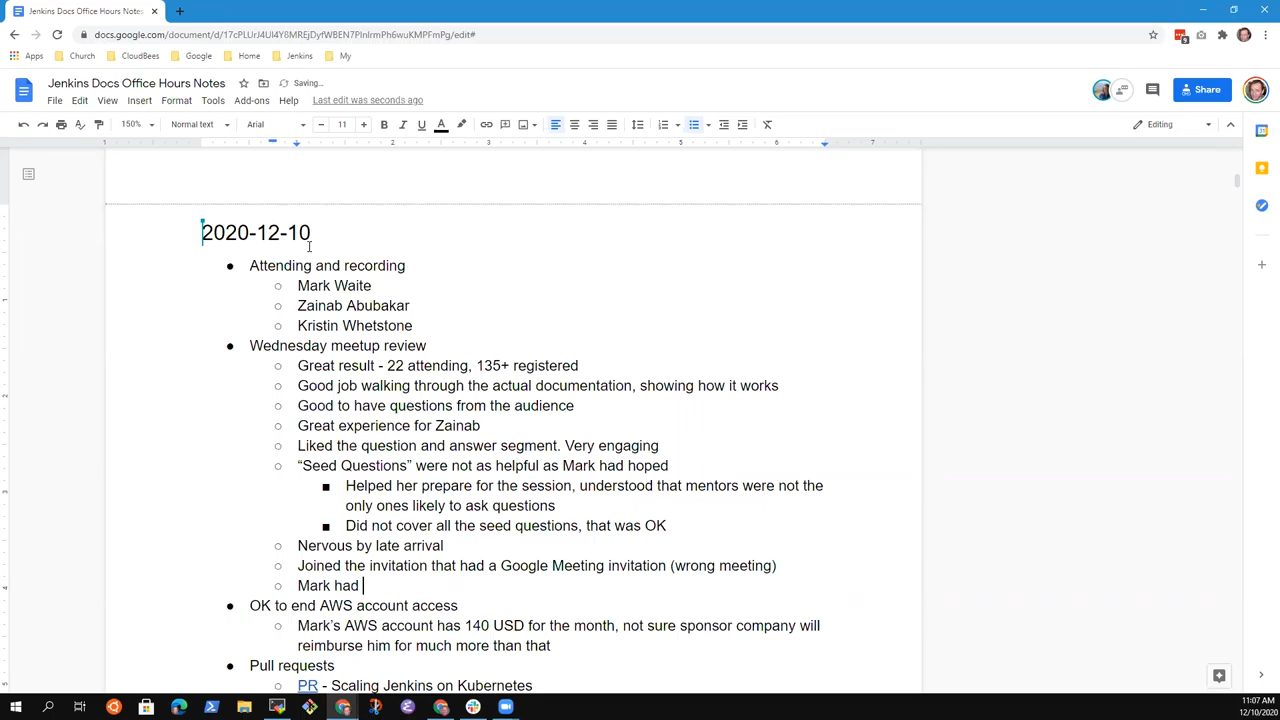 Jenkins Docs Office Hours Notes
docs.google.com/document/d/17cPLUrJ4Ul4Y8MREjDyfWBEN7PInlrmPh6wuKMPFmPg/edit#
Apps Church CloudBees Google Home Jenkins My
Jenkins Docs Office Hours Notes Saving...
File Edit View Insert Format Tools Add-ons Help Last edit was seconds ago
Share
150% Normal text Arial 11 Editing
1 1 2 3 4 5 6 7
2020-12-10
Attending and recording
Mark Waite
Zainab Abubakar
Kristin Whetstone
Wednesday meetup review
Great result - 22 attending, 135+ registered
Good job walking through the actual documentation, showing how it works
Good to have questions from the audience
Great experience for Zainab
Liked the question and answer segment. Very engaging
“Seed Questions” were not as helpful as Mark had hoped
Helped her prepare for the session, understood that mentors were not the
only ones likely to ask questions
Did not cover all the seed questions, that was OK
Nervous by late arrival
Joined the invitation that had a Google Meeting invitation (wrong meeting)
Mark had
OK to end AWS account access
Mark’s AWS account has 140 USD for the month, not sure sponsor company will
reimburse him for much more than that
Pull requests
PR - Scaling Jenkins on Kubernetes
11:07 AM
12/10/2020